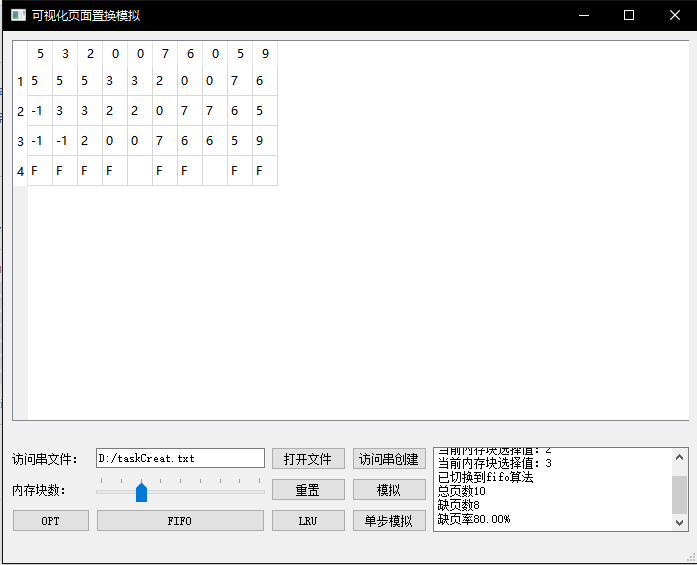 可视化页面置换模拟
5 3 2 0 0 7 6 0 5 9
1 5 5 5 3 3 2 0 0 7 6
2 -1 3 3 2 2 0 7 7 6 5
3 -1 -1 2 0 0 7 6 6 5 9
4 F F F F F F F F
访问串文件： D:/taskCreat.txt 打开文件 访问串创建
内存块数： 重置 模拟
OPT FIFO LRU 单步模拟
当前内存块选择值：2
当前内存块选择值：3
已切换到fifo算法
总页数10
缺页数8
缺页率80.00%